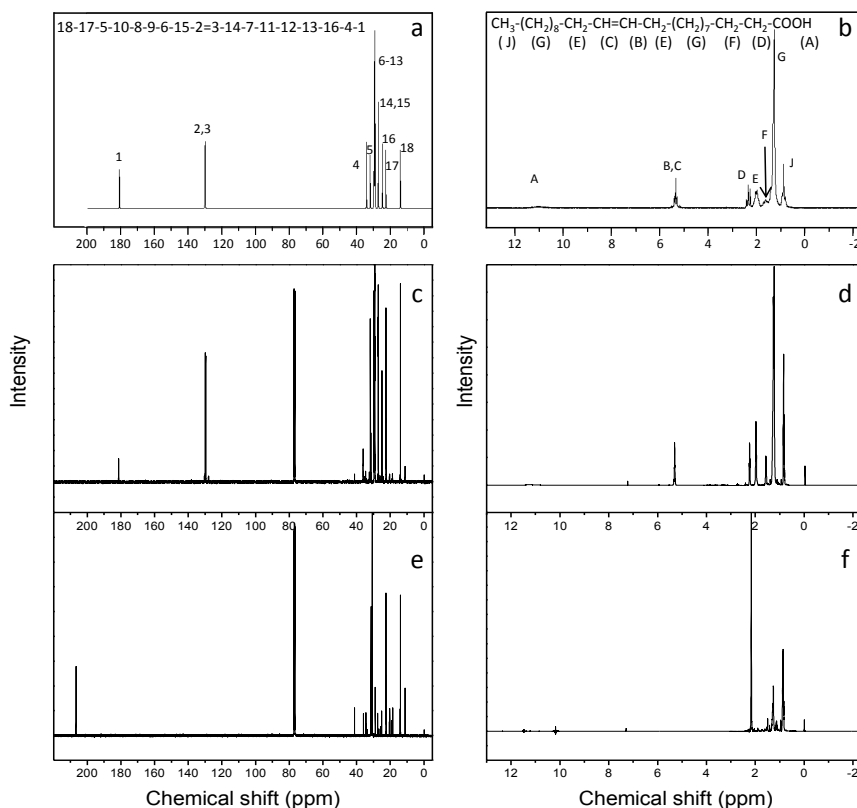 18-17-5-10-8-9-6-15-2=3-14-7-11-12-13-16-4-1
a
6-13
14,15
2,3
1
4
5
16
17
18
200 180 160 140 120 100 80 60 40 20 0
CH3-(CH2)8-CH2-CH=CH-CH2-(CH2)7-CH2-CH2-COOH
b
(J) (G) (E) (C) (B) (E) (G) (F) (D) (A)
G
F
J
B,C
D
E
A
12 10 8 6 4 2 0 -2
Intensity
c
200 180 160 140 120 100 80 60 40 20 0
Intensity
d
12 10 8 6 4 2 0 -2
e
200 180 160 140 120 100 80 60 40 20 0
Chemical shift (ppm)
f
12 10 8 6 4 2 0 -2
Chemical shift (ppm)